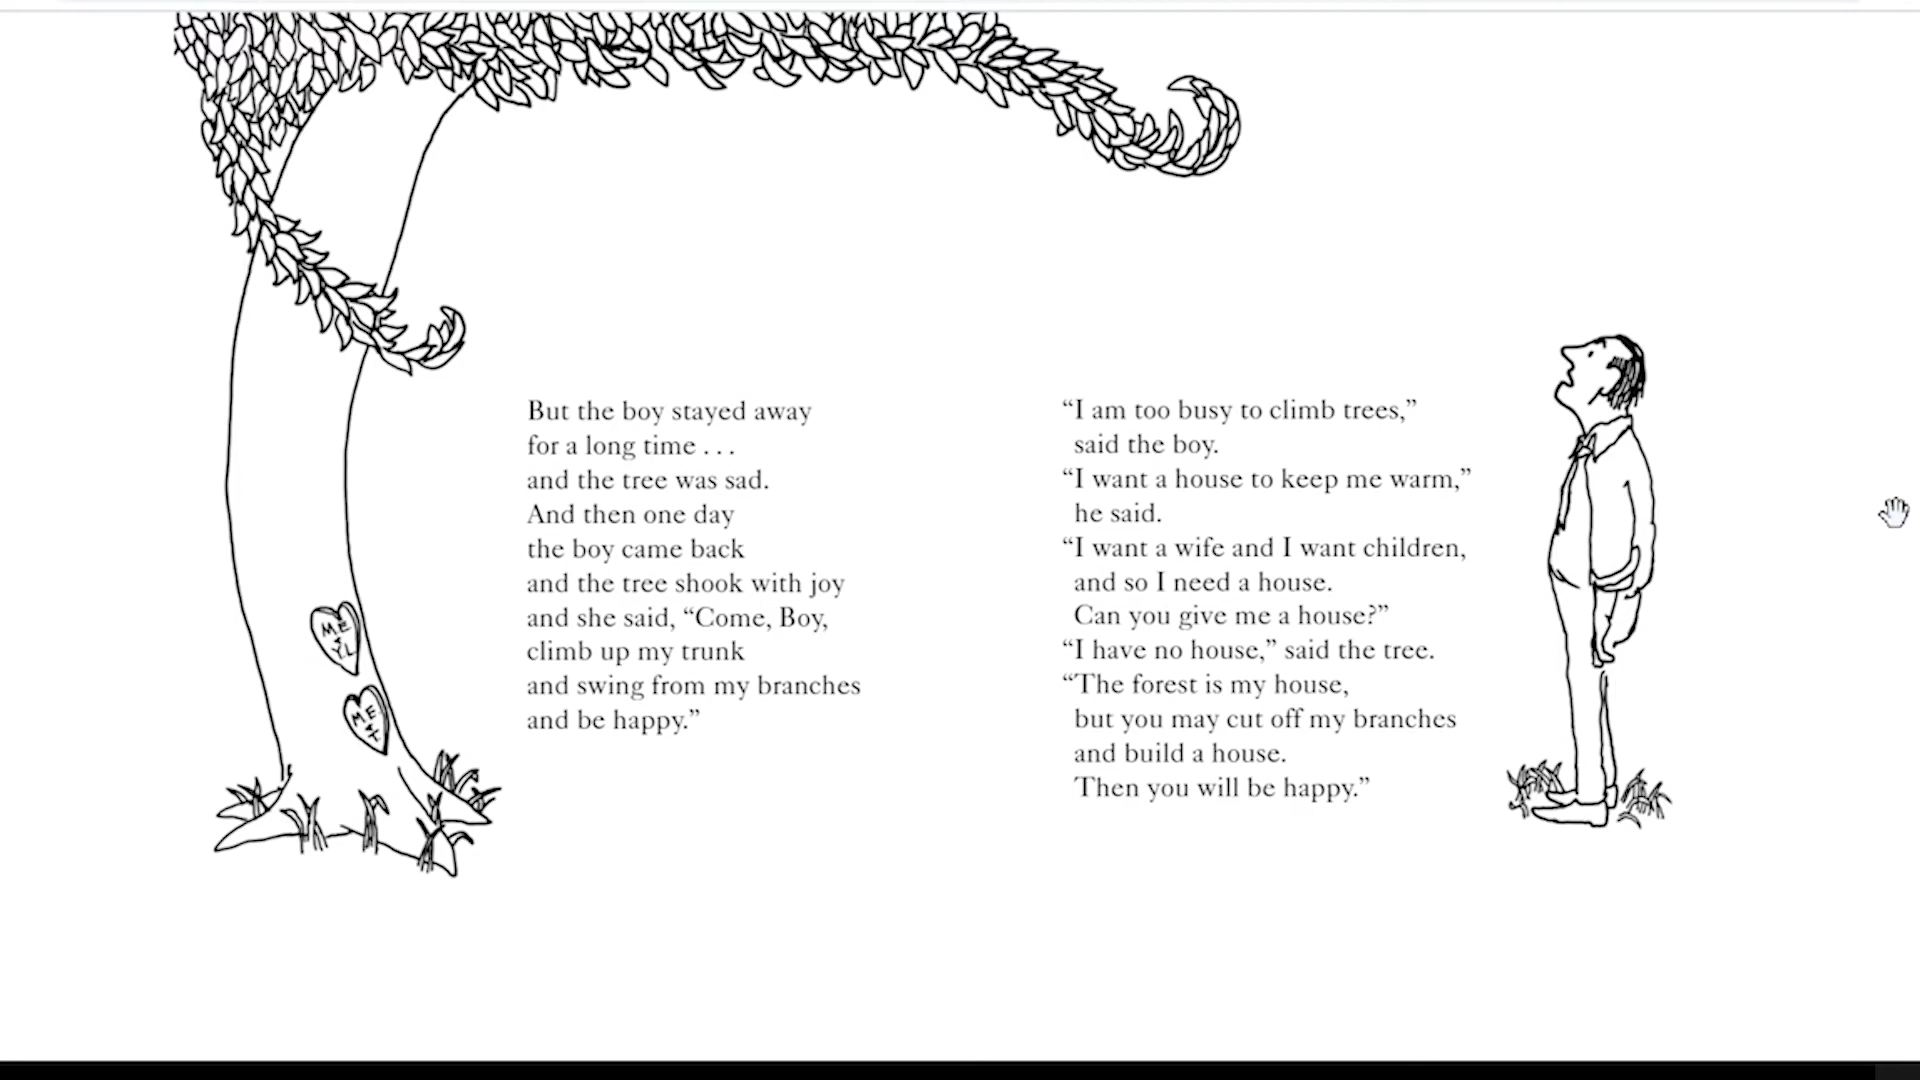 ME
+
Y.L.
ME
+
T
But the boy stayed away
for a long time . . .
and the tree was sad.
And then one day
the boy came back
and the tree shook with joy
and she said, “Come, Boy,
climb up my trunk
and swing from my branches
and be happy.”
“I am too busy to climb trees,”
said the boy.
“I want a house to keep me warm,”
he said.
“I want a wife and I want children,
and so I need a house.
Can you give me a house?”
“I have no house,” said the tree.
“The forest is my house,
but you may cut off my branches
and build a house.
Then you will be happy.”